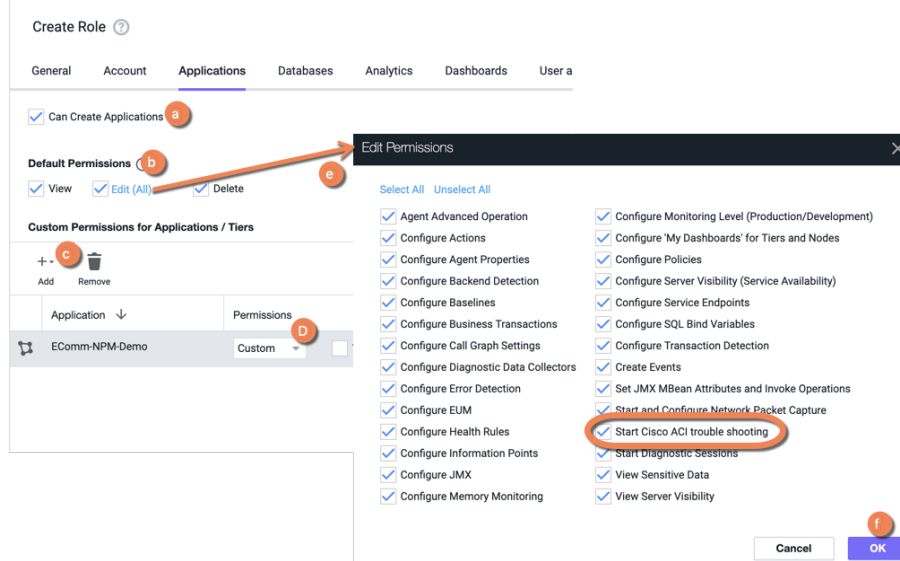 Create Role ?
General Account Applications Databases Analytics Dashboards User a
Can Create Applications a
Default Permissions b
View Edit (All) Delete
Custom Permissions for Applications / Tiers
c
Add Remove
Application Permissions
D
EComm-NPM-Demo Custom
Edit Permissions
e
Select All Unselect All
Agent Advanced Operation
Configure Actions
Configure Agent Properties
Configure Backend Detection
Configure Baselines
Configure Business Transactions
Configure Call Graph Settings
Configure Diagnostic Data Collectors
Configure Error Detection
Configure EUM
Configure Health Rules
Configure Information Points
Configure JMX
Configure Memory Monitoring
Configure Monitoring Level (Production/Development)
Configure 'My Dashboards' for Tiers and Nodes
Configure Policies
Configure Server Visibility (Service Availability)
Configure Service Endpoints
Configure SQL Bind Variables
Configure Transaction Detection
Create Events
Set JMX MBean Attributes and Invoke Operations
Start and Configure Network Packet Capture
Start Cisco ACI trouble shooting
Start Diagnostic Sessions
View Sensitive Data
View Server Visibility
f
Cancel OK